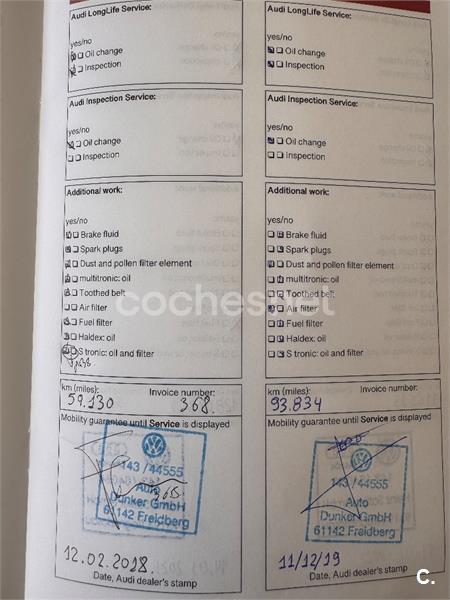 Audi LongLife Service:
yes/no
Oil change
Inspection
Audi Inspection Service:
yes/no
Oil change
Inspection
Additional work:
yes/no
Brake fluid
Spark plugs
Dust and pollen filter element
multitronic: oil
Toothed belt
Air filter
Fuel filter
Haldex: oil
S tronic: oil and filter
km (miles):
Invoice number:
59.130
368.
Mobility guarantee until Service is displayed
143 /44555
Auto
Dunker GmbH
61142 Freidberg
12.02.2018.
Date, Audi dealer's stamp
Audi LongLife Service:
yes/no
Oil change
Inspection
Audi Inspection Service:
yes/no
Oil change
Inspection
Additional work:
yes/no
Brake fluid
Spark plugs
Dust and pollen filter element
multitronic: oil
Toothed belt
Air filter
Fuel filter
Haldex: oil
S tronic: oil and filter
km (miles):
Invoice number:
93.834
Mobility guarantee until Service is displayed
143 /44555
Auto
Dunker GmbH
61142 Freidberg
11/12/19
Date, Audi dealer's stamp
coches.net
C.